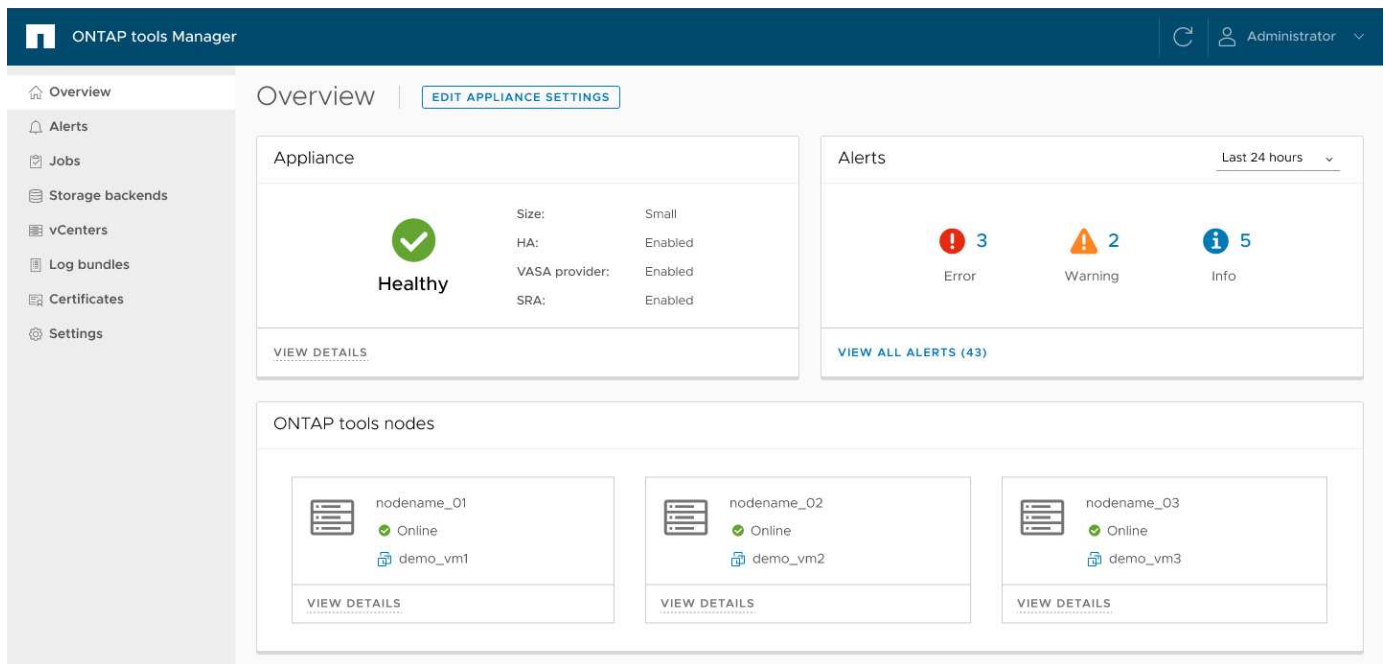 ONTAP tools Manager
Administrator
Overview
Alerts
Jobs
Storage backends
vCenters
Log bundles
Certificates
Settings
Overview
EDIT APPLIANCE SETTINGS
Appliance
Healthy
Size: Small
HA: Enabled
VASA provider: Enabled
SRA: Enabled
VIEW DETAILS
Alerts
Last 24 hours
3
Error
2
Warning
5
Info
VIEW ALL ALERTS (43)
ONTAP tools nodes
nodename_01
Online
demo_vm1
VIEW DETAILS
nodename_02
Online
demo_vm2
VIEW DETAILS
nodename_03
Online
demo_vm3
VIEW DETAILS